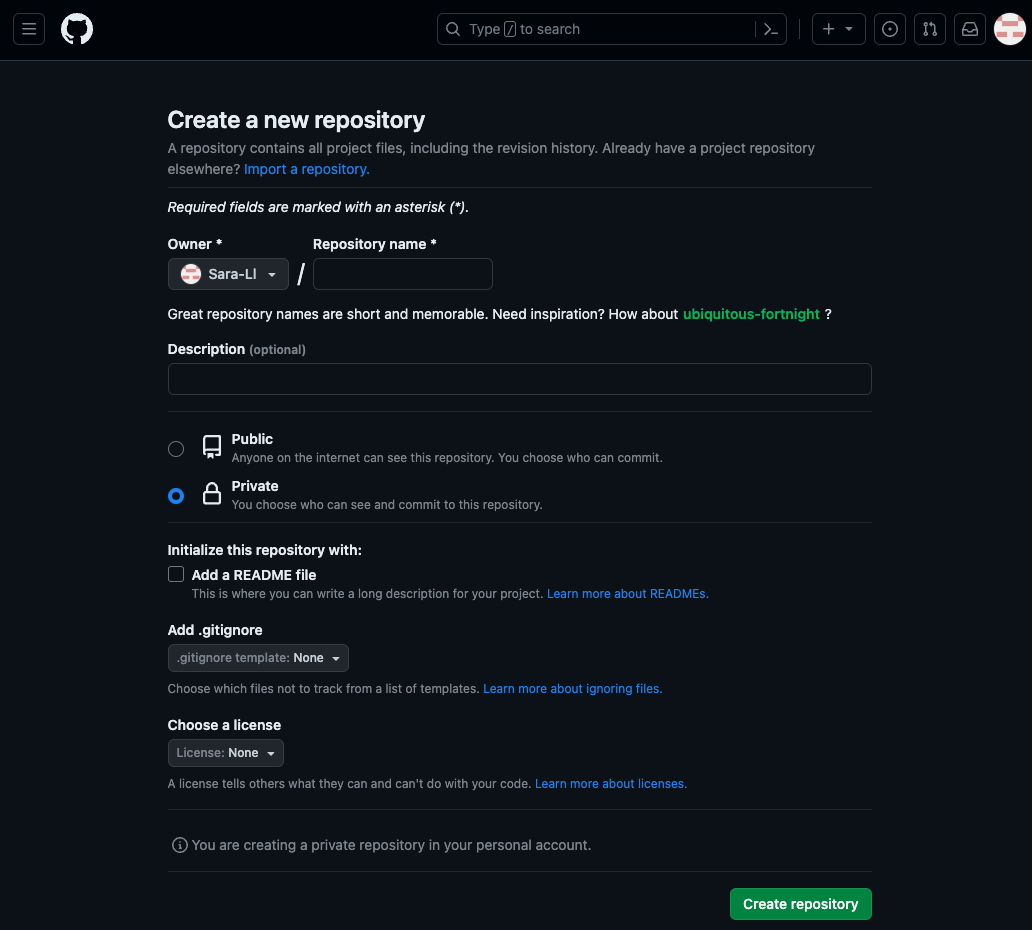 Type / to search
Create a new repository
A repository contains all project files, including the revision history. Already have a project repository
elsewhere? Import a repository.
Required fields are marked with an asterisk (*).
Owner * Repository name *
Sara-LI /
Great repository names are short and memorable. Need inspiration? How about ubiquitous-fortnight ?
Description (optional)
Public
Anyone on the internet can see this repository. You choose who can commit.
Private
You choose who can see and commit to this repository.
Initialize this repository with:
Add a README file
This is where you can write a long description for your project. Learn more about READMEs.
Add .gitignore
.gitignore template: None
Choose which files not to track from a list of templates. Learn more about ignoring files.
Choose a license
License: None
A license tells others what they can and can't do with your code. Learn more about licenses.
You are creating a private repository in your personal account.
Create repository